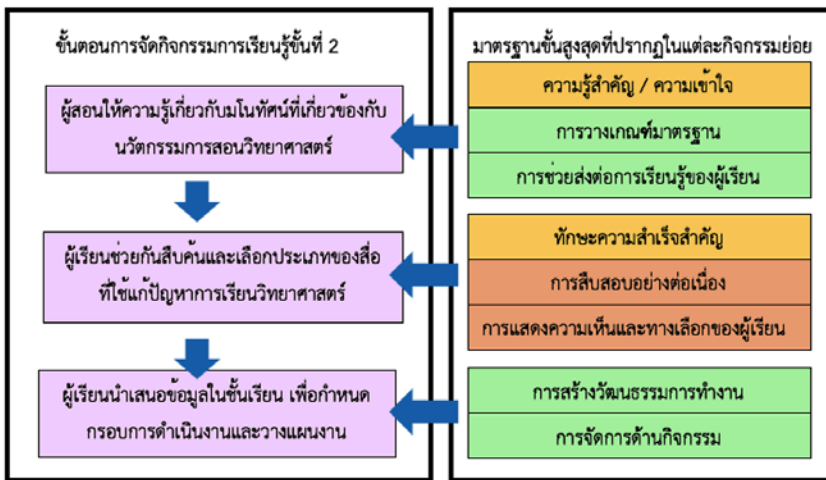 ขั้นตอนการจัดกิจกรรมการเรียนรู้ขั้นที่ 2
ผู้สอนให้ความรู้เกี่ยวกับมโนทัศน์ที่เกี่ยวข้องกับ
นวัตกรรมการสอนวิทยาศาสตร์
ผู้เรียนช่วยกันสืบค้นและเลือกประเภทของสื่อ
ที่ใช้แก้ปัญหาการเรียนวิทยาศาสตร์
ผู้เรียนนำเสนอข้อมูลในชั้นเรียน เพื่อกำหนด
กรอบการดำเนินงานและวางแผนงาน
มาตรฐานขั้นสูงสุดที่ปรากฏในแต่ละกิจกรรมย่อย
ความรู้สำคัญ / ความเข้าใจ
การวางเกณฑ์มาตรฐาน
การช่วยส่งต่อการเรียนรู้ของผู้เรียน
ทักษะความสำเร็จสำคัญ
การสืบสอบอย่างต่อเนื่อง
การแสดงความเห็นและทางเลือกของผู้เรียน
การสร้างวัฒนธรรมการทำงาน
การจัดการด้านกิจกรรม